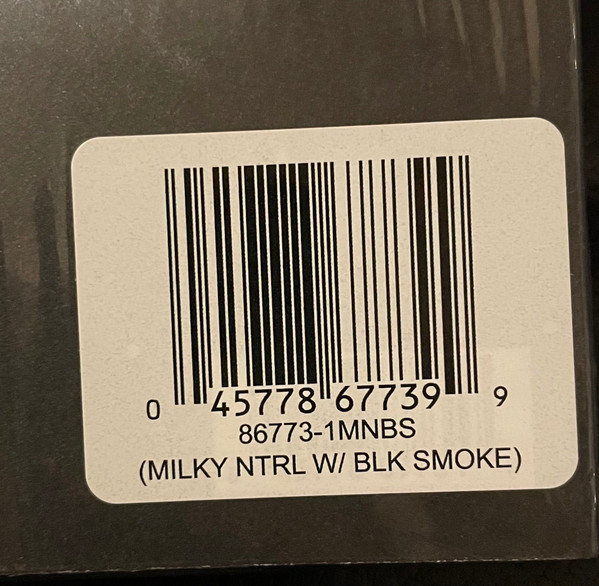 0 45778 67739 9
86773-1MNBS
(MILKY NTRL W/ BLK SMOKE)